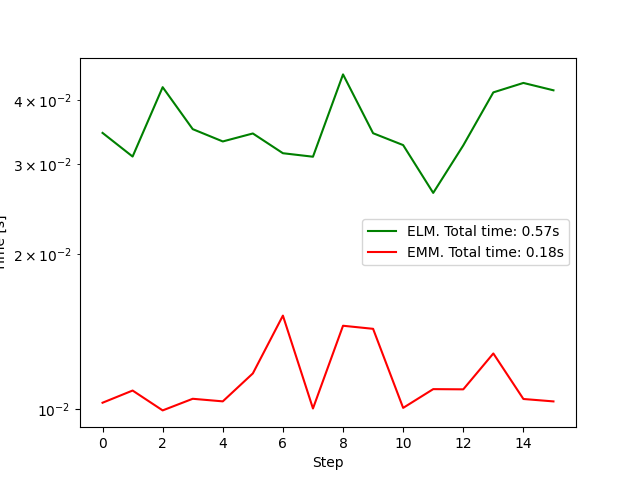 4 × 10⁻²
3 × 10⁻²
2 × 10⁻²
10⁻²
ELM. Total time: 0.57s
EMM. Total time: 0.18s
0 2 4 6 8 10 12 14
Step